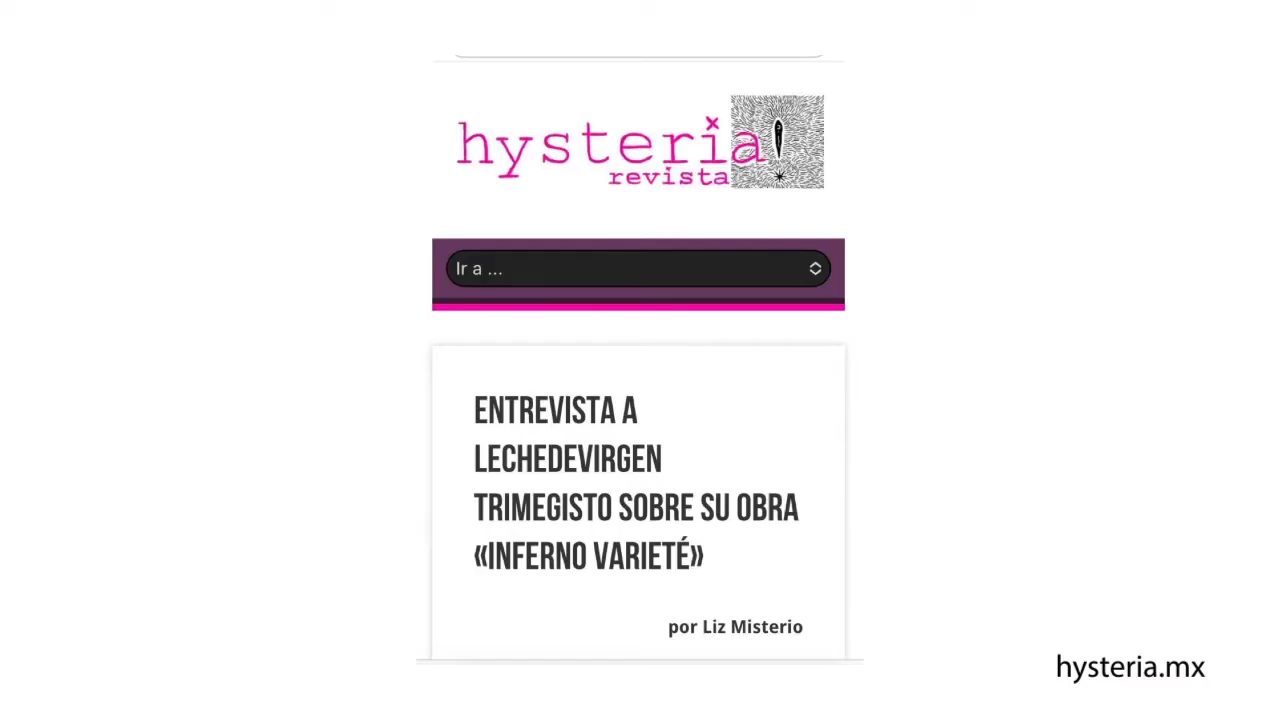 hysteria!
revista
Ir a ...
ENTREVISTA A
LECHEDEVIRGEN
TRIMEGISTO SOBRE SU OBRA
«INFERNO VARIETÉ»
por Liz Misterio
hysteria.mx